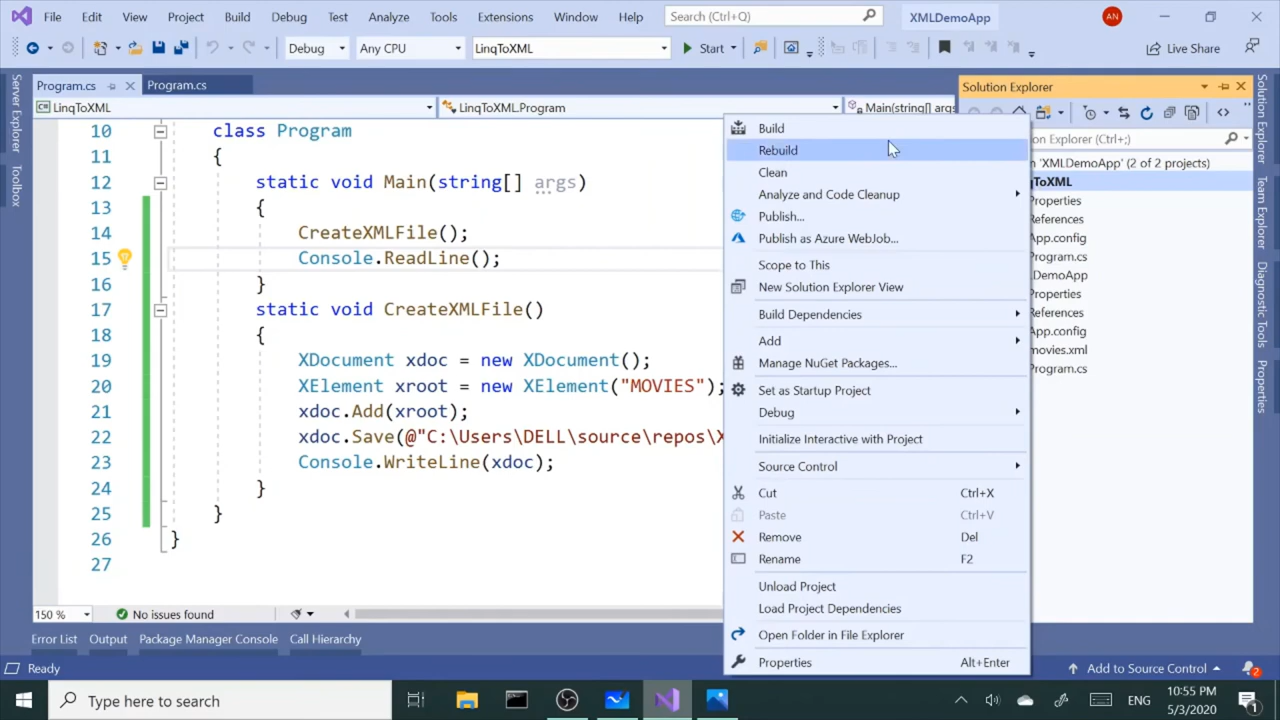 File Edit View Project Build Debug Test Analyze Tools Extensions Window Help Search (Ctrl+Q) XMLDemoApp AN
Debug Any CPU LinqToXML Start Live Share
Program.cs Program.cs
LinqToXML LinqToXML.Program Main(string[] args
10 class Program
11 {
12 static void Main(string[] args)
13 {
14 CreateXMLFile();
15 Console.ReadLine();
16 }
17 static void CreateXMLFile()
18 {
19 XDocument xdoc = new XDocument();
20 XElement xroot = new XElement("MOVIES");
21 xdoc.Add(xroot);
22 xdoc.Save(@"C:\Users\DELL\source\repos\X
23 Console.WriteLine(xdoc);
24 }
25 }
26 }
27
Server Explorer
Toolbox
Build
Rebuild
Clean
Analyze and Code Cleanup
Publish...
Publish as Azure WebJob...
Scope to This
New Solution Explorer View
Build Dependencies
Add
Manage NuGet Packages...
Set as Startup Project
Debug
Initialize Interactive with Project
Source Control
Cut Ctrl+X
Paste Ctrl+V
Remove Del
Rename F2
Unload Project
Load Project Dependencies
Open Folder in File Explorer
Properties Alt+Enter
Solution Explorer
Explorer (Ctrl+;)
n 'XMLDemoApp' (2 of 2 projects)
qToXML
Properties
References
App.config
Program.cs
DemoApp
Properties
References
App.config
movies.xml
Program.cs
Solution Explorer
Team Explorer
Diagnostic Tools
Properties
150 % No issues found
Error List Output Package Manager Console Call Hierarchy
Ready Add to Source Control 2
Type here to search ENG 10:55 PM 1
5/3/2020